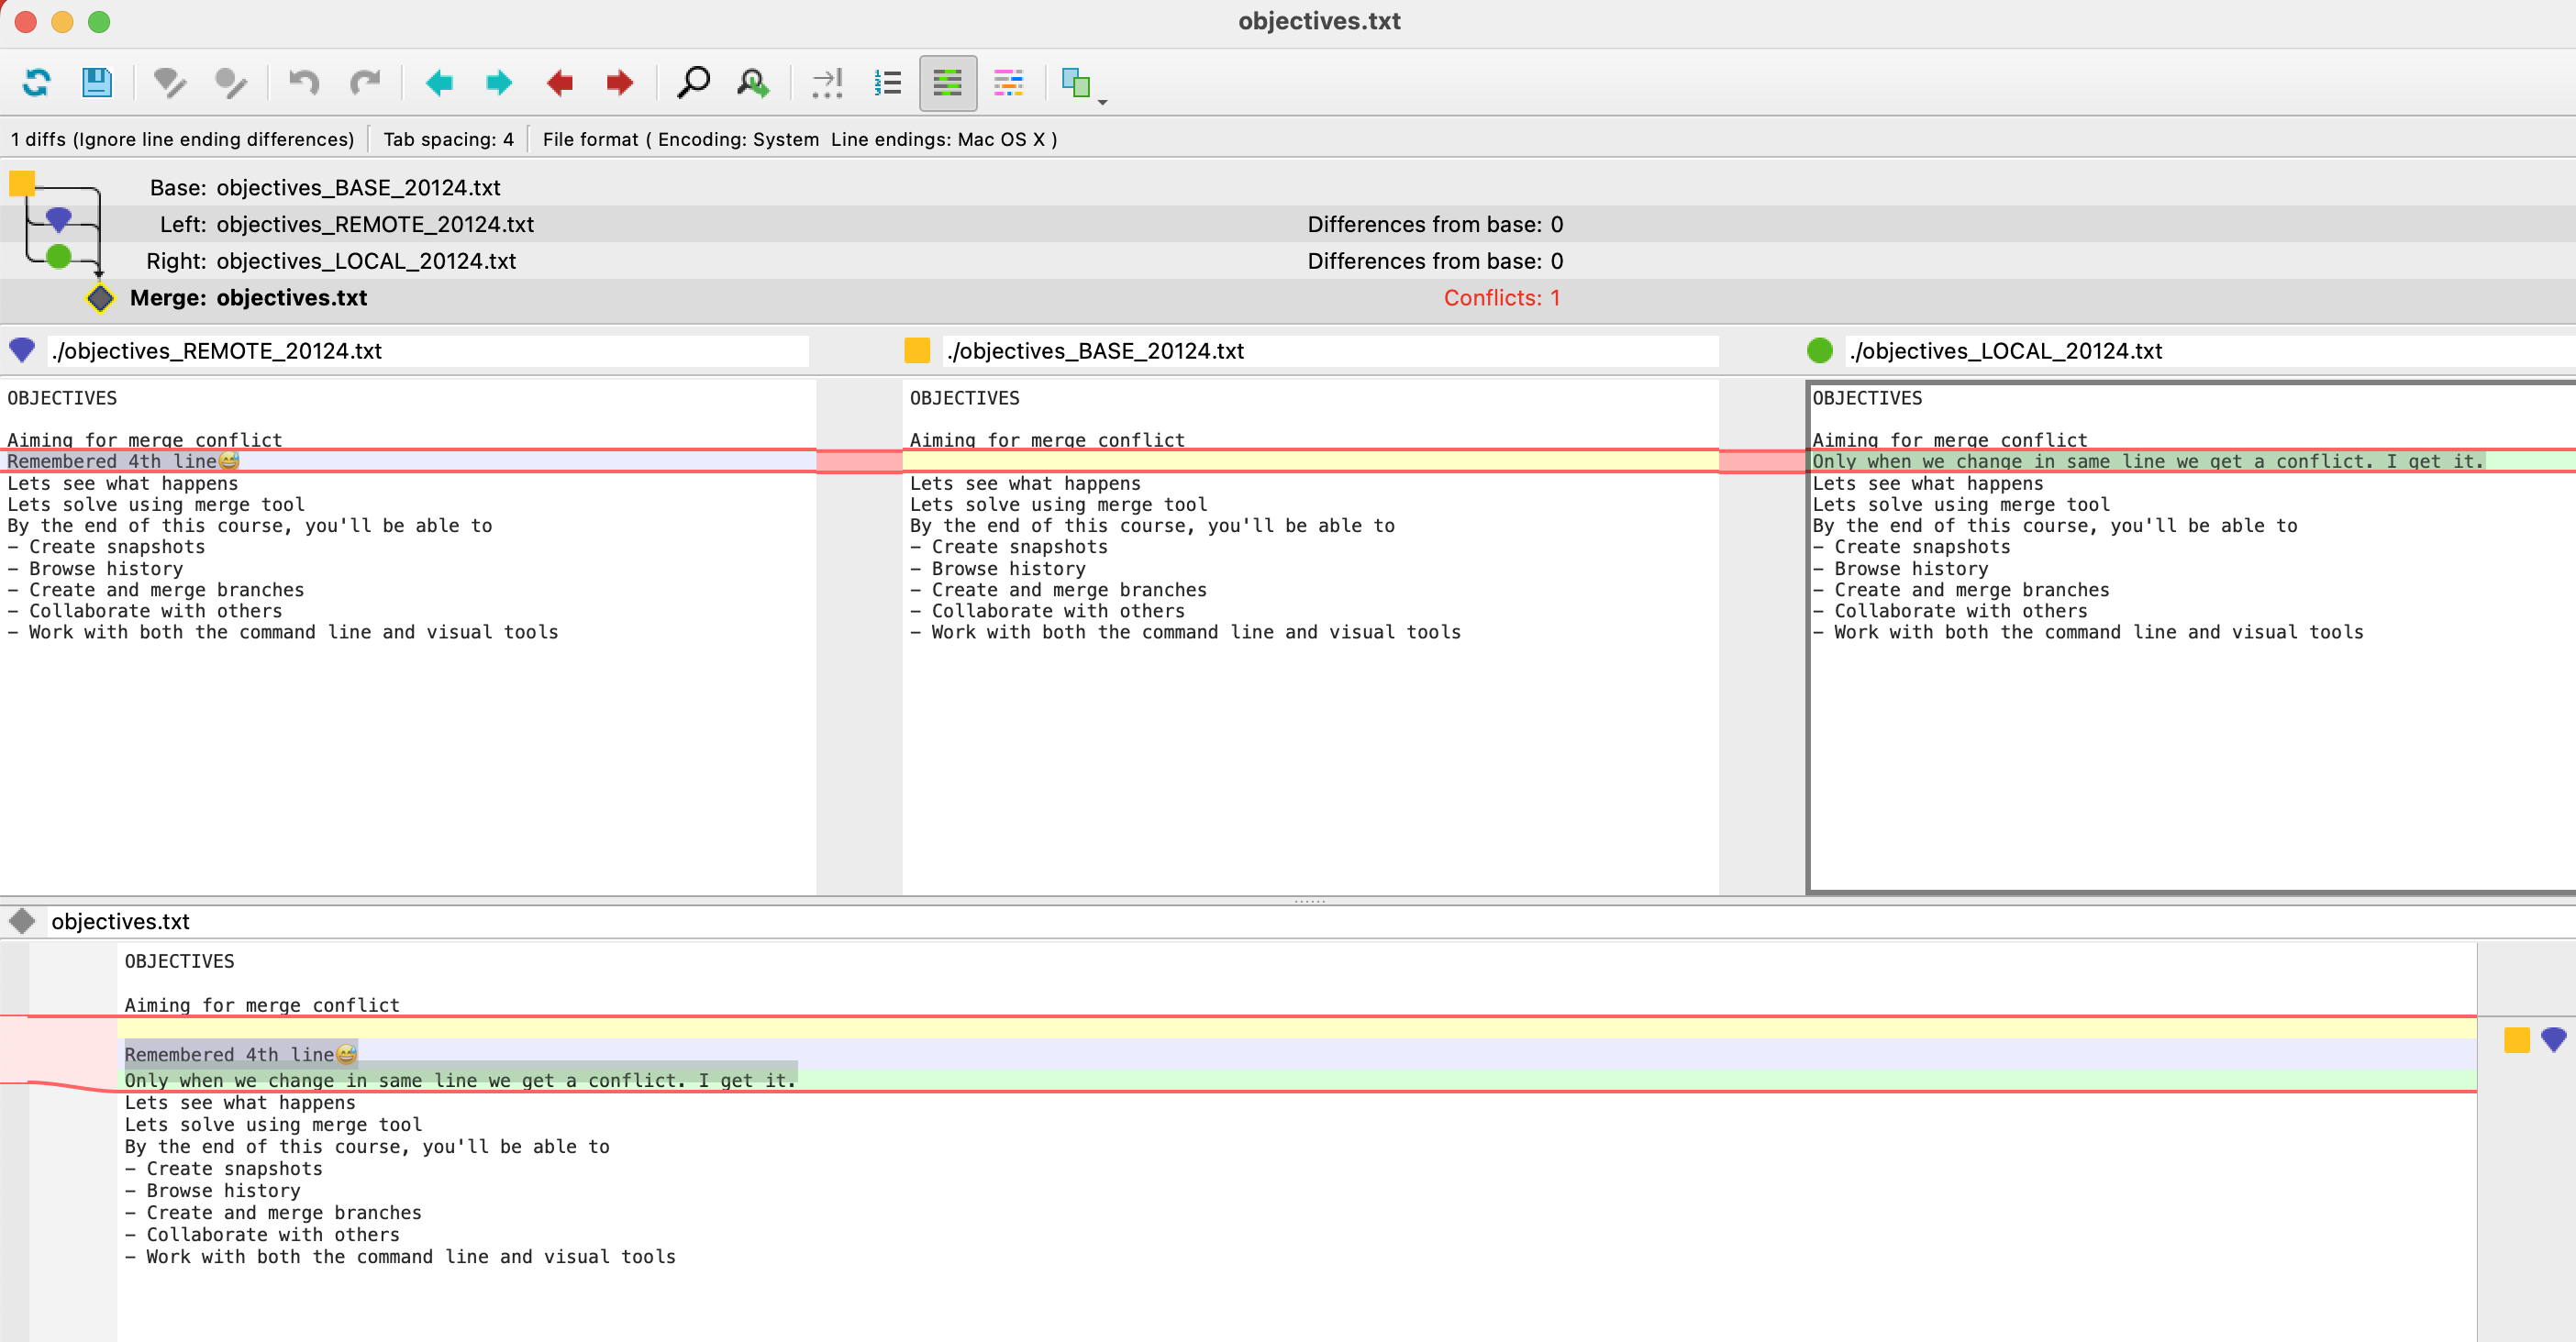 objectives.txt
1 diffs (Ignore line ending differences) Tab spacing: 4 File format ( Encoding: System Line endings: Mac OS X )
Base: objectives_BASE_20124.txt
Left: objectives_REMOTE_20124.txt Differences from base: 0
Right: objectives_LOCAL_20124.txt Differences from base: 0
Merge: objectives.txt Conflicts: 1
./objectives_REMOTE_20124.txt
OBJECTIVES
Aiming for merge conflict
Remembered 4th line😅
Lets see what happens
Lets solve using merge tool
By the end of this course, you'll be able to
- Create snapshots
- Browse history
- Create and merge branches
- Collaborate with others
- Work with both the command line and visual tools
./objectives_BASE_20124.txt
OBJECTIVES
Aiming for merge conflict
Lets see what happens
Lets solve using merge tool
By the end of this course, you'll be able to
- Create snapshots
- Browse history
- Create and merge branches
- Collaborate with others
- Work with both the command line and visual tools
./objectives_LOCAL_20124.txt
OBJECTIVES
Aiming for merge conflict
Only when we change in same line we get a conflict. I get it.
Lets see what happens
Lets solve using merge tool
By the end of this course, you'll be able to
- Create snapshots
- Browse history
- Create and merge branches
- Collaborate with others
- Work with both the command line and visual tools
objectives.txt
OBJECTIVES
Aiming for merge conflict
Remembered 4th line😅
Only when we change in same line we get a conflict. I get it.
Lets see what happens
Lets solve using merge tool
By the end of this course, you'll be able to
- Create snapshots
- Browse history
- Create and merge branches
- Collaborate with others
- Work with both the command line and visual tools